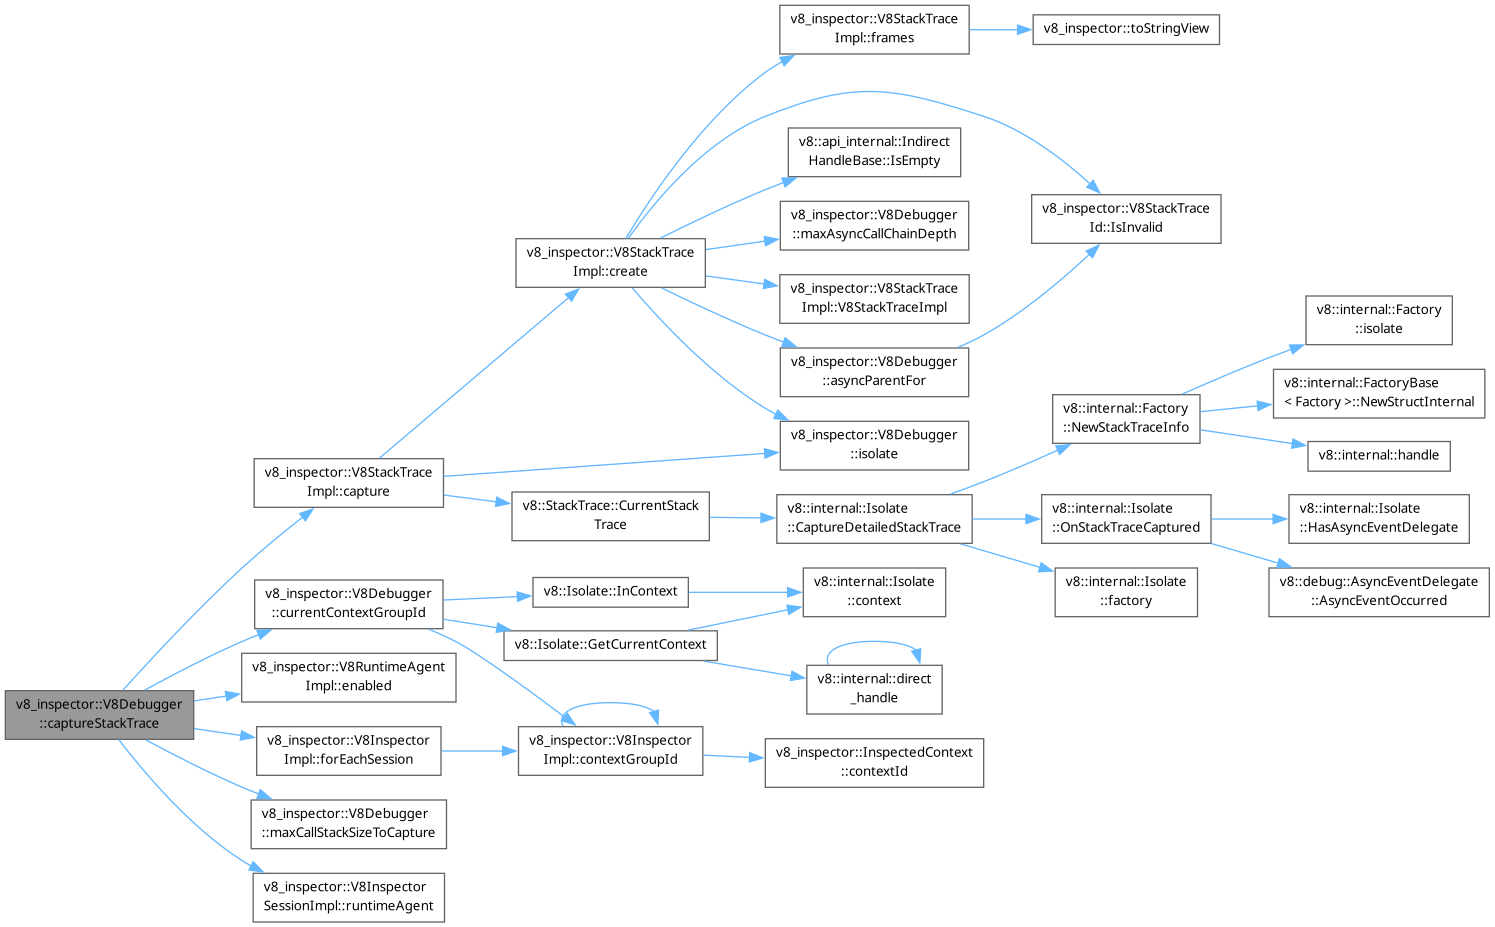 v8_inspector::V8Debugger
::captureStackTrace
v8_inspector::V8StackTrace
Impl::capture
v8_inspector::V8Debugger
::currentContextGroupId
v8_inspector::V8RuntimeAgent
Impl::enabled
v8_inspector::V8Inspector
Impl::forEachSession
v8_inspector::V8Debugger
::maxCallStackSizeToCapture
v8_inspector::V8Inspector
SessionImpl::runtimeAgent
v8_inspector::V8StackTrace
Impl::create
v8::StackTrace::CurrentStack
Trace
v8::Isolate::InContext
v8::Isolate::GetCurrentContext
v8_inspector::V8Inspector
Impl::contextGroupId
v8_inspector::V8StackTrace
Impl::frames
v8::api_internal::Indirect
HandleBase::IsEmpty
v8_inspector::V8Debugger
::maxAsyncCallChainDepth
v8_inspector::V8StackTrace
Impl::V8StackTraceImpl
v8_inspector::V8Debugger
::asyncParentFor
v8_inspector::V8Debugger
::isolate
v8::internal::Isolate
::CaptureDetailedStackTrace
v8::internal::Isolate
::context
v8::internal::direct
_handle
v8_inspector::InspectedContext
::contextId
v8_inspector::toStringView
v8_inspector::V8StackTrace
Id::IsInvalid
v8::internal::Factory
::NewStackTraceInfo
v8::internal::Isolate
::OnStackTraceCaptured
v8::internal::Isolate
::factory
v8::internal::Factory
::isolate
v8::internal::FactoryBase
< Factory >::NewStructInternal
v8::internal::handle
v8::internal::Isolate
::HasAsyncEventDelegate
v8::debug::AsyncEventDelegate
::AsyncEventOccurred